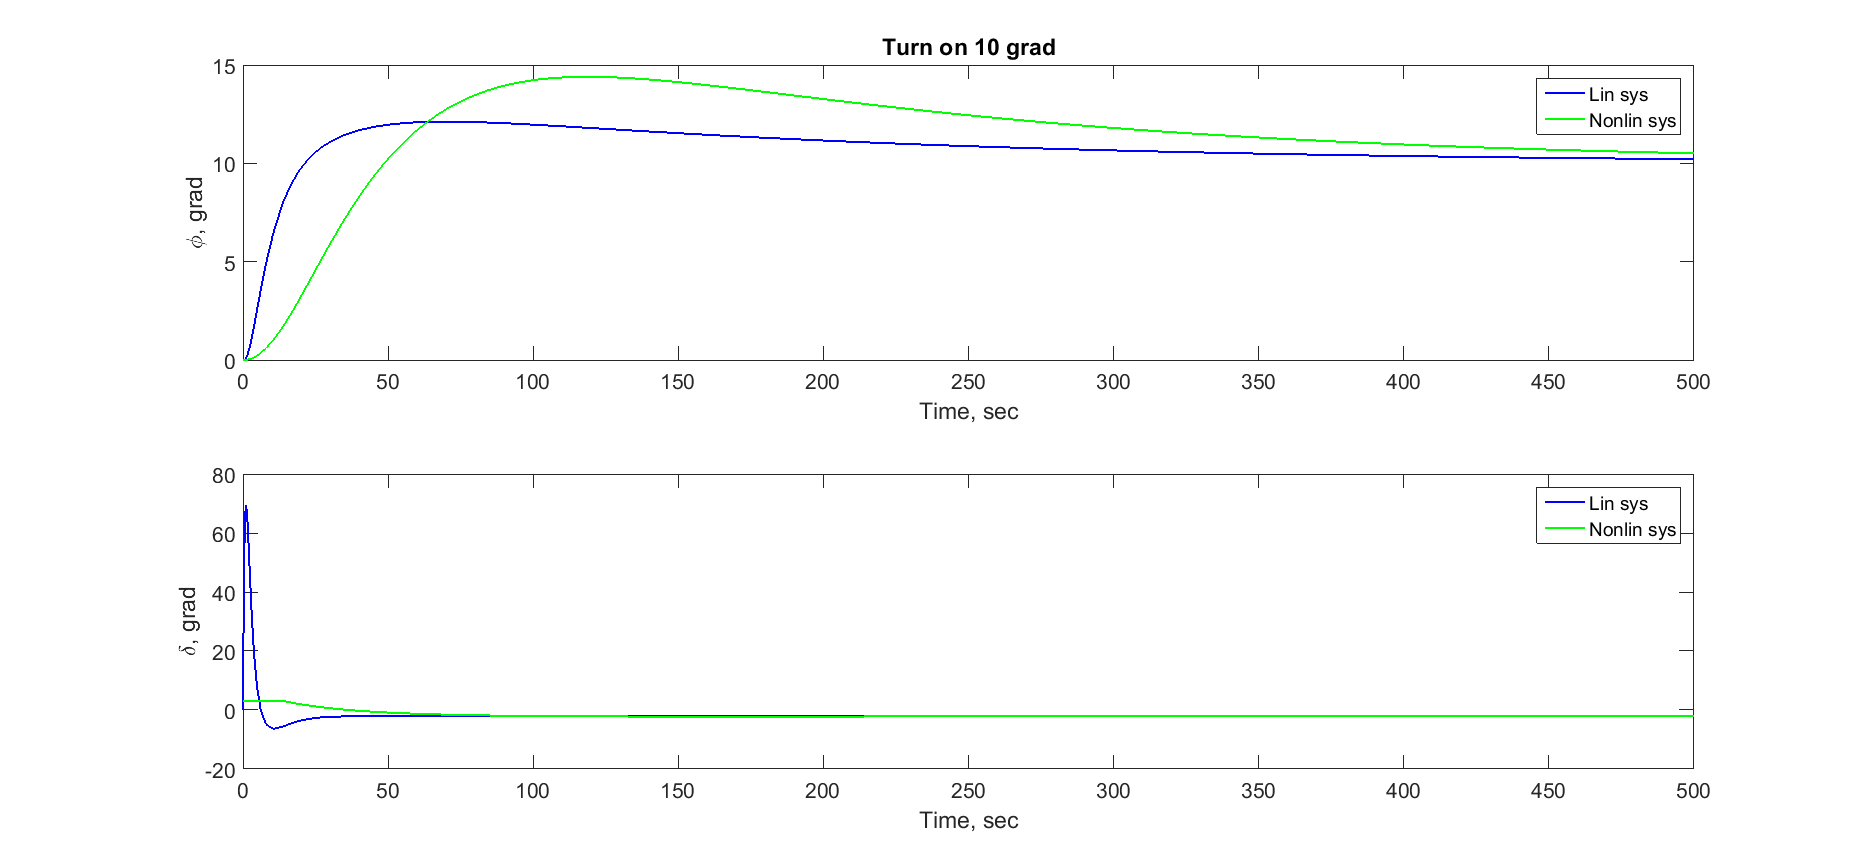 Turn on 10 grad
15
10
5
0
ϕ, grad
0 50 100 150 200 250 300 350 400 450 500
Time, sec
Lin sys
Nonlin sys
80
60
40
20
0
-20
δ, grad
0 50 100 150 200 250 300 350 400 450 500
Time, sec
Lin sys
Nonlin sys